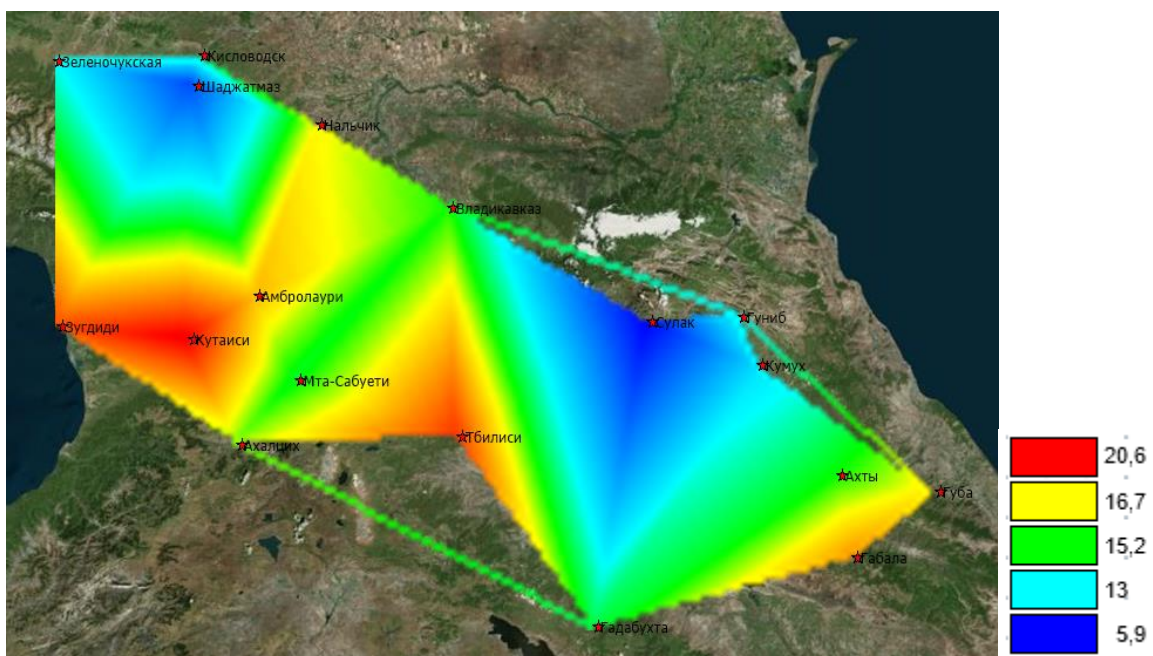 Зеленочукская
Кисловодск
Шаджатмаз
Нальчик
Владикавказ
Амбролаури
Зугдиди
Кутаиси
Сулак
Гуниб
Кумух
Мта-Сабуети
Тбилиси
Ахалцих
Ахты
Губа
Габала
Гадабухта
20,6
16,7
15,2
13
5,9